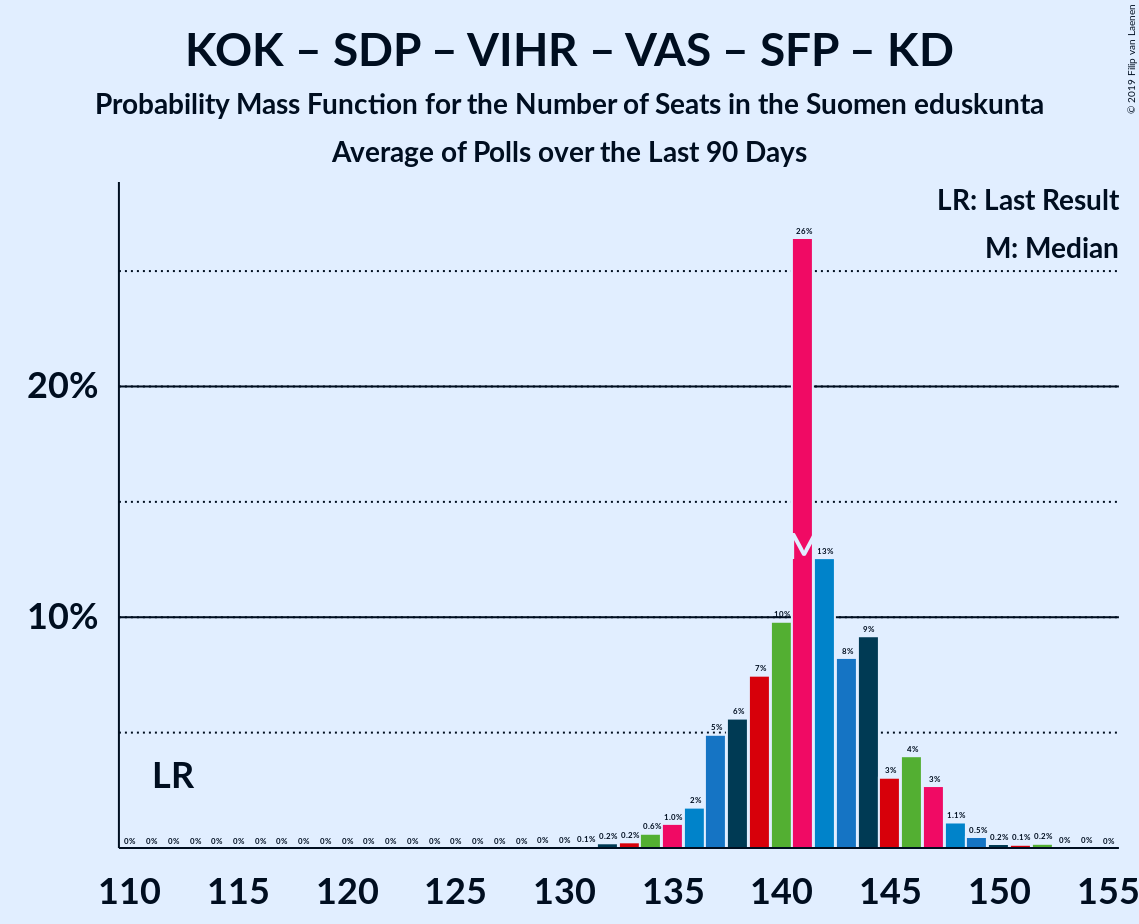 KOK – SDP – VIHR – VAS – SFP – KD
Probability Mass Function for the Number of Seats in the Suomen eduskunta
Average of Polls over the Last 90 Days
© 2019 Filip van Laenen
LR: Last Result
M: Median
26%
20%
M
13%
10%
10%
9%
8%
7%
6%
5%
4%
LR
3%
3%
2%
0% 0% 0% 0% 0% 0% 0% 0% 0% 0% 0% 0% 0% 0% 0% 0% 0% 0% 0% 0% 0% 0.1% 0.2% 0.2% 0.6% 1.0% 1.1% 0.5% 0.2% 0.1% 0.2% 0% 0% 0%
110 115 120 125 130 135 140 145 150 155